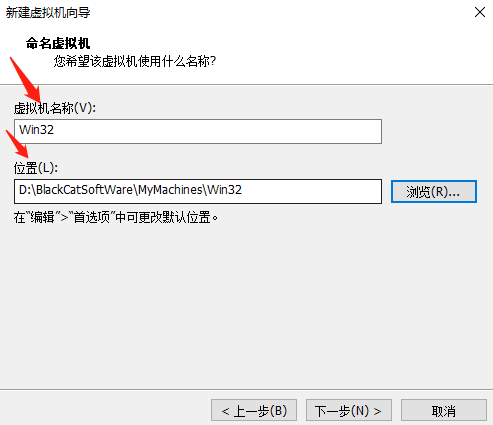 新建虚拟机向导
命名虚拟机
您希望该虚拟机使用什么名称?
虚拟机名称(V):
Win32
位置(L):
D:\BlackCatSoftWare\MyMachines\Win32
浏览(R)...
在“编辑”>“首选项”中可更改默认位置。
< 上一步(B)
下一步(N) >
取消